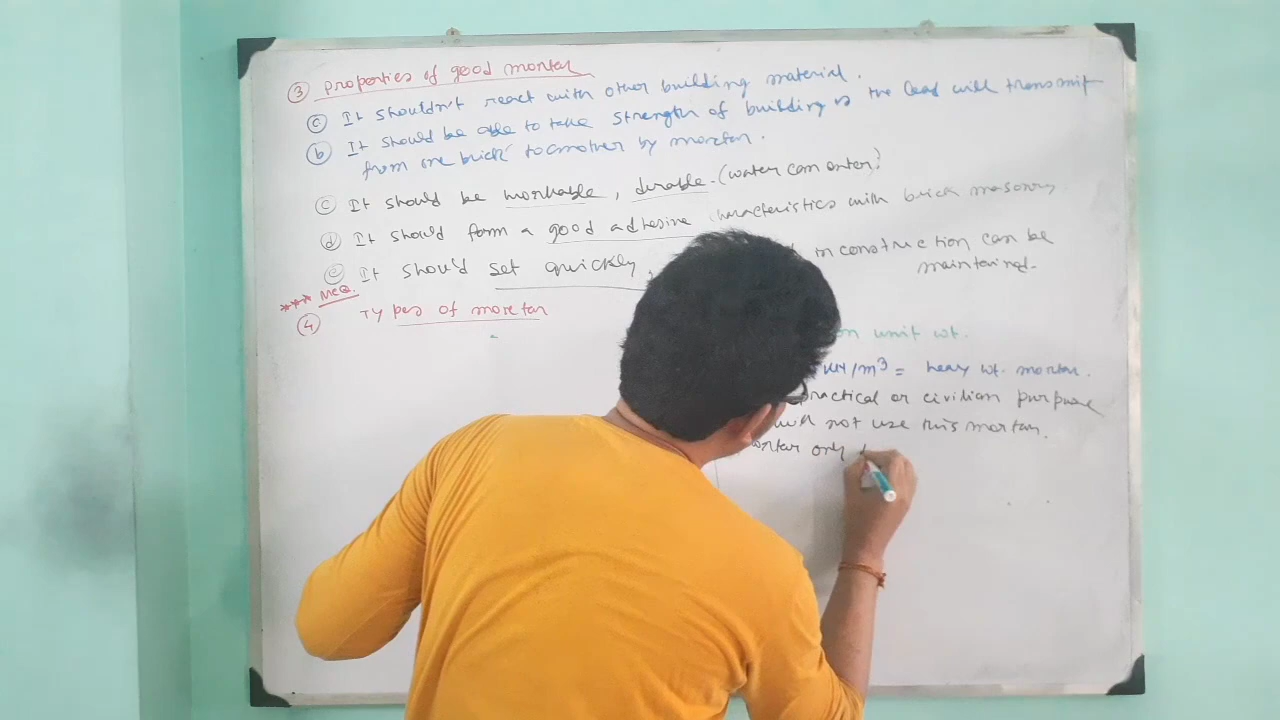 ③ Properties of good mortar
ⓒ It shouldn't react with other building material.
ⓑ It should be able to take strength of building as the load will transmit
from one brick to another by mortar.
ⓒ It should be workable, durable. (water can enter)
ⓓ It should form a good adhesive characteristics with brick masonry
ⓔ It should set quickly, in construction can be
maintained.
*** MCQ.
④ Types of mortar
on unit wt.
kN/m³ = heavy wt. mortar.
practical or civilian purpose
not use this mortar.
only